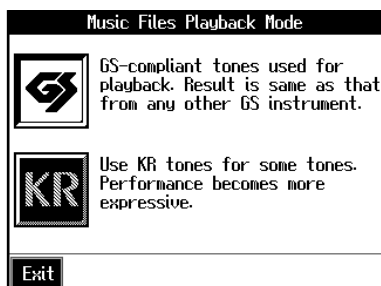 Music Files Playback Mode
GS
GS-compliant tones used for
playback. Result is same as that
from any other GS instrument.
KR
Use KR tones for some tones.
Performance becomes more
expressive.
Exit